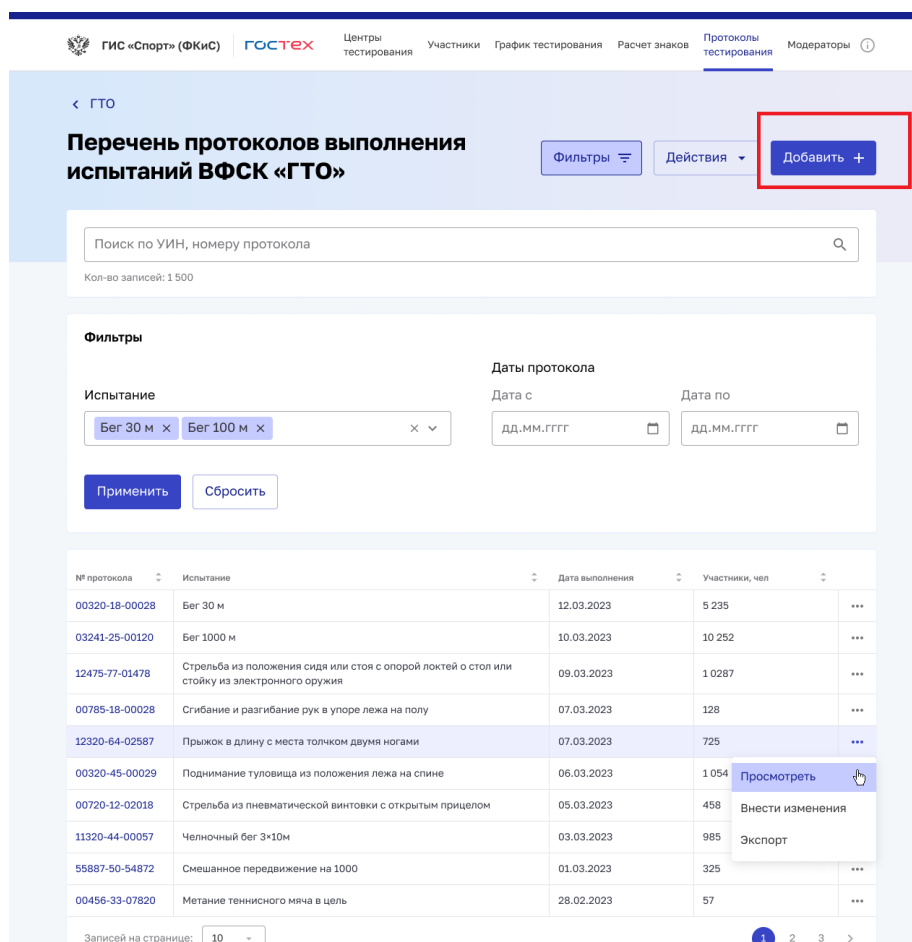 ГИС «Спорт» (ФКиС) ГОСТЕХ Центры тестирования Участники График тестирования Расчет знаков Протоколы тестирования Модераторы
ГТО
Перечень протоколов выполнения
испытаний ВФСК «ГТО»
Фильтры Действия Добавить +
Поиск по УИН, номеру протокола
Кол-во записей: 1 500
Фильтры
Даты протокола
Испытание Дата с Дата по
Бег 30 м × Бег 100 м × × дд.мм.гггг дд.мм.гггг
Применить Сбросить
№ протокола Испытание Дата выполнения Участники, чел
00320-18-00028 Бег 30 м 12.03.2023 5 235 •••
03241-25-00120 Бег 1000 м 10.03.2023 10 252 •••
12475-77-01478 Стрельба из положения сидя или стоя с опорой локтей о стол или
стойку из электронного оружия 09.03.2023 1 0287 •••
00785-18-00028 Сгибание и разгибание рук в упоре лежа на полу 07.03.2023 128 •••
12320-64-02587 Прыжок в длину с места толчком двумя ногами 07.03.2023 725 •••
00320-45-00029 Поднимание туловища из положения лежа на спине 06.03.2023 1 054 Просмотреть
00720-12-02018 Стрельба из пневматической винтовки с открытым прицелом 05.03.2023 458 Внести изменения
11320-44-00057 Челночный бег 3×10м 03.03.2023 985 Экспорт
55887-50-54872 Смешанное передвижение на 1000 01.03.2023 325 •••
00456-33-07820 Метание теннисного мяча в цель 28.02.2023 57 •••
Записей на странице: 10 1 2 3 >